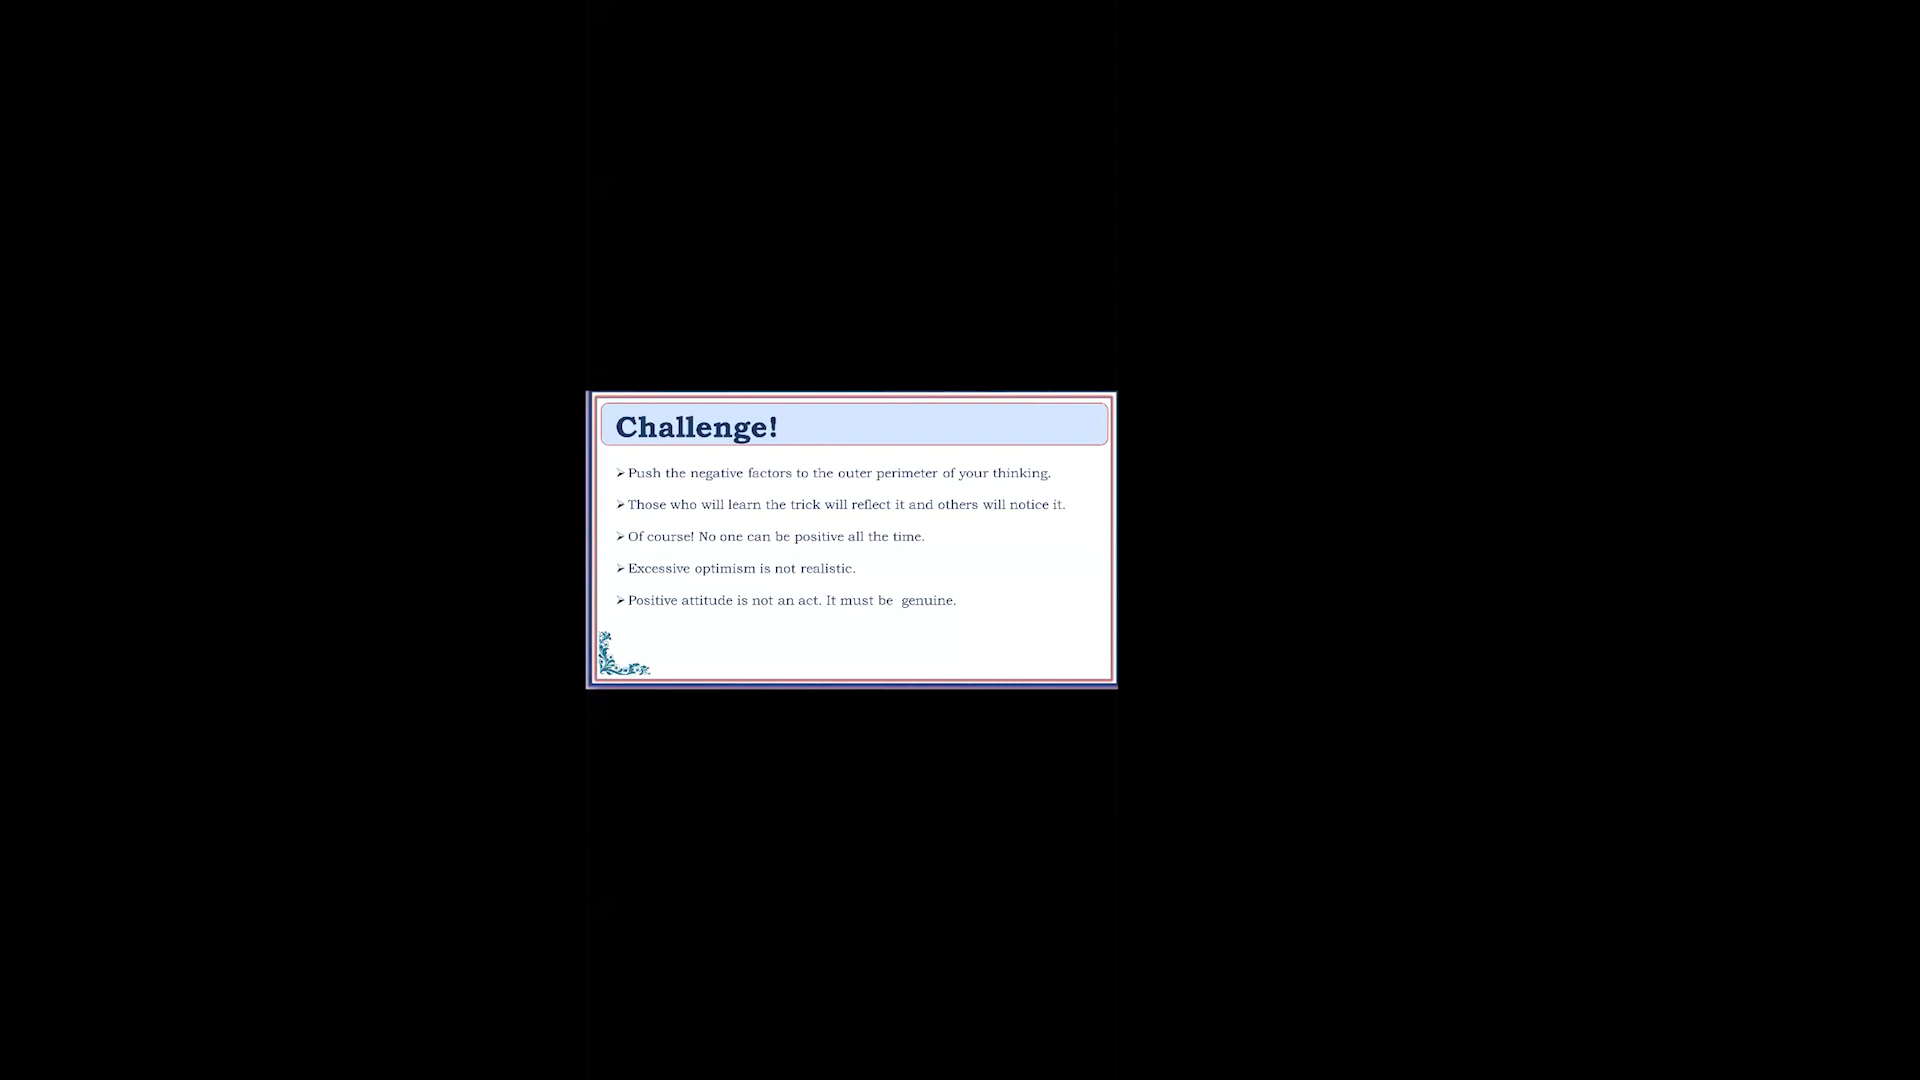 Challenge!
➢Push the negative factors to the outer perimeter of your thinking.
➢Those who will learn the trick will reflect it and others will notice it.
➢Of course! No one can be positive all the time.
➢Excessive optimism is not realistic.
➢Positive attitude is not an act. It must be  genuine.